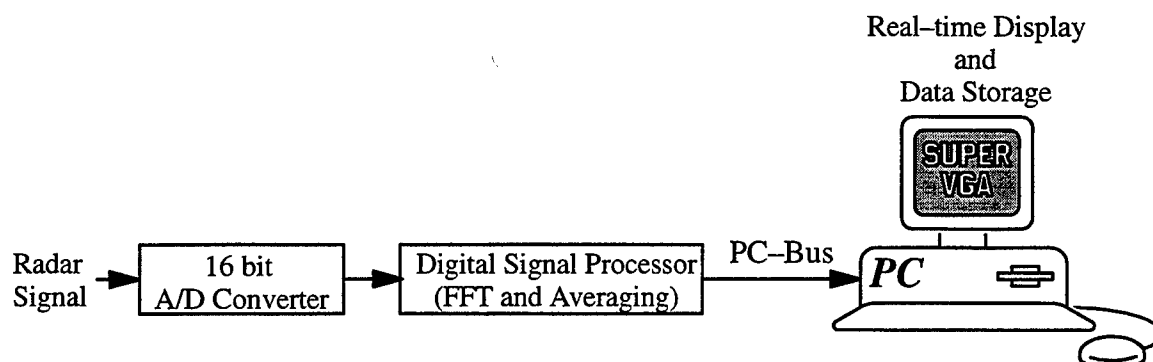 Real–time Display
and
Data Storage
SUPER
VGA
Radar
Signal
16 bit
A/D Converter
Digital Signal Processor
(FFT and Averaging)
PC–Bus
PC